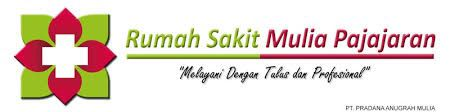 Rumah Sakit Mulia Pajajaran
"Melayani Dengan Tulus dan Profesional"
PT. PRADANA ANUGRAH MULIA